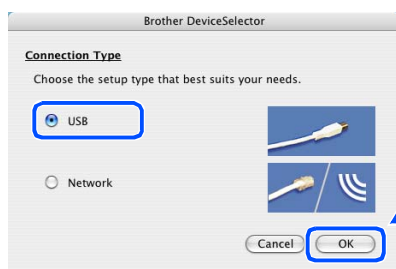 Brother DeviceSelector
Connection Type
Choose the setup type that best suits your needs.
USB
Network
Cancel OK